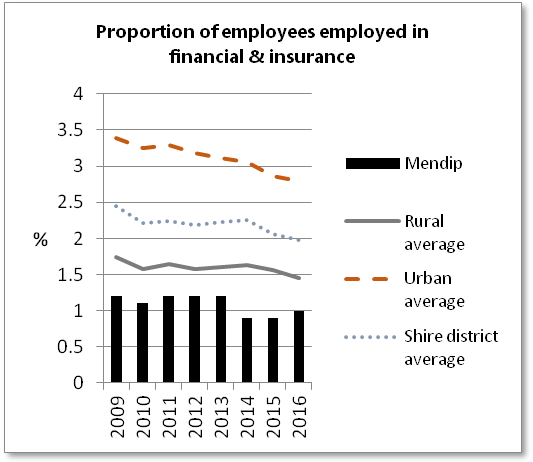 Proportion of employees employed in
financial & insurance
4
3.5
3
2.5
2
1.5
1
0.5
0
%
2009
2010
2011
2012
2013
2014
2015
2016
Mendip
Rural
average
Urban
average
Shire district
average